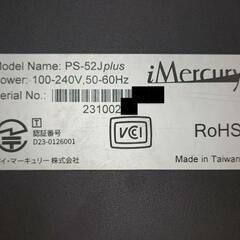 Model Name: PS-52Jplus
iMercury
Power: 100-240V,50-60Hz
Serial No.:
231002
T
認証番号
D23-0126001
VCI
RoHS
アイ・マーキュリー株式会社
Made in Taiwan